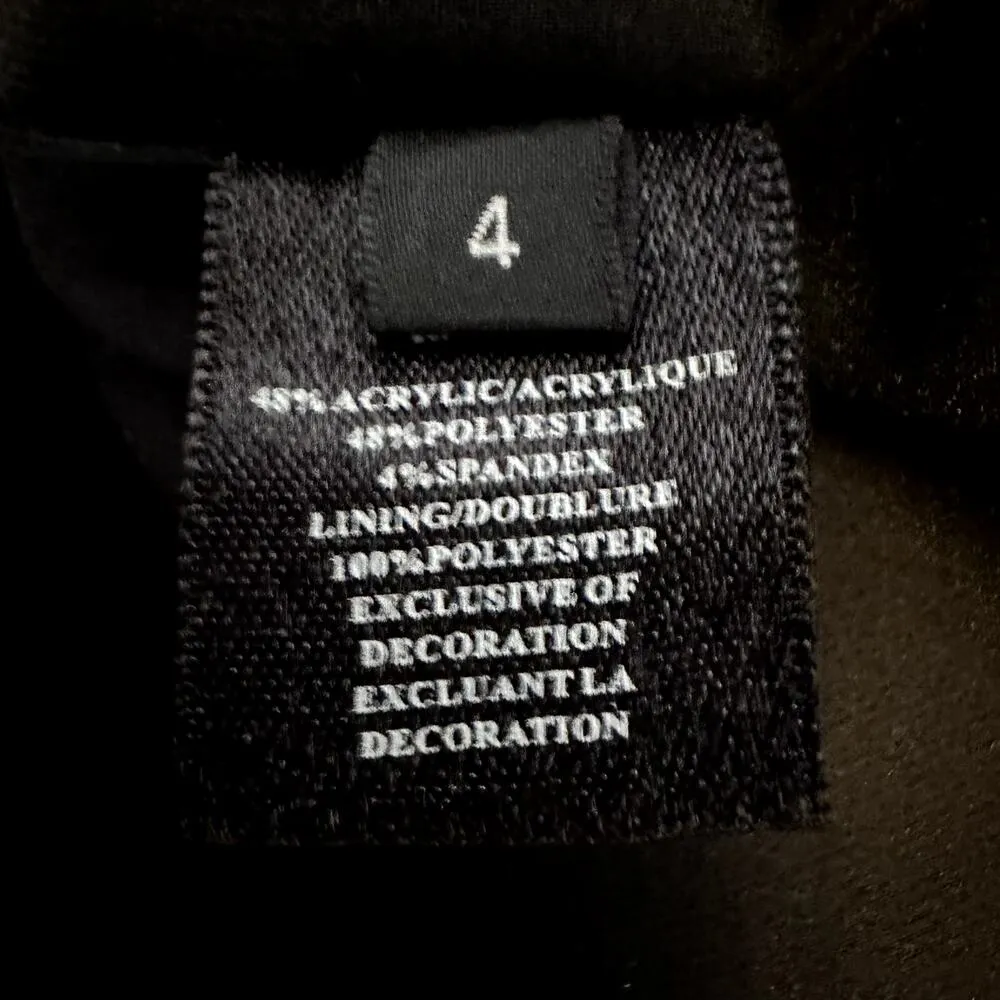 4
48% ACRYLIC/ACRYLIQUE
48%POLYESTER
4%SPANDEX
LINING/DOUBLURE
100%POLYESTER
EXCLUSIVE OF
DECORATION
EXCLUANT LA
DECORATION